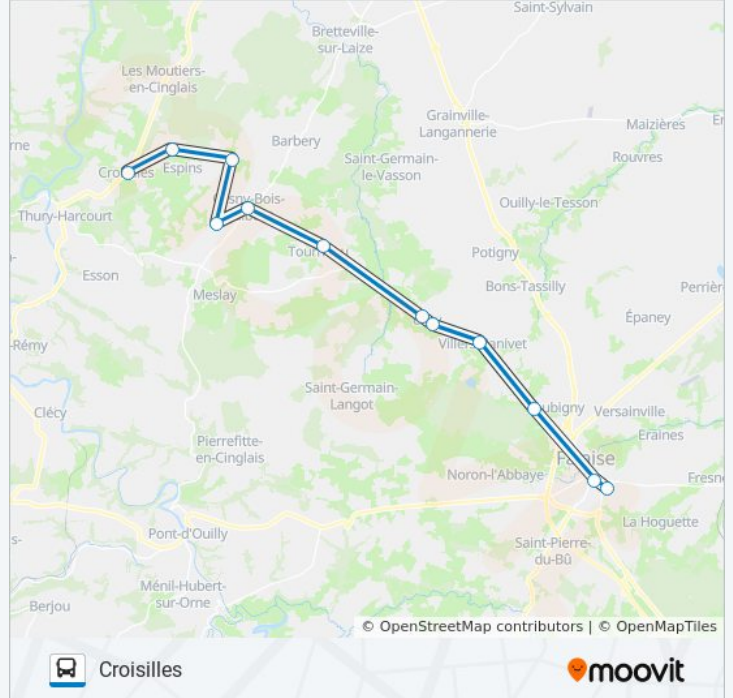 Saint-Sylvain
Bretteville-
sur-Laize
Les Moutiers-
en-Cinglais
Grainville-
Langannerie
Maizières
Barbery
Saint-Germain-
le-Vasson
Rouvres
Espins
Ouilly-le-Tesson
Thury-Harcourt
Potigny
Esson
Bons-Tassilly
Meslay
Épaney
Saint-Germain-
Langot
Clécy
Versainville
Eraines
Pierrefitte-
en-Cinglais
Noron-l'Abbaye
La Hoguette
Pont-d'Ouilly
Saint-Pierre-
du-Bû
Ménil-Hubert-
sur-Orne
Berjou
© OpenStreetMap contributors | © OpenMapTiles
Croisilles
moovit